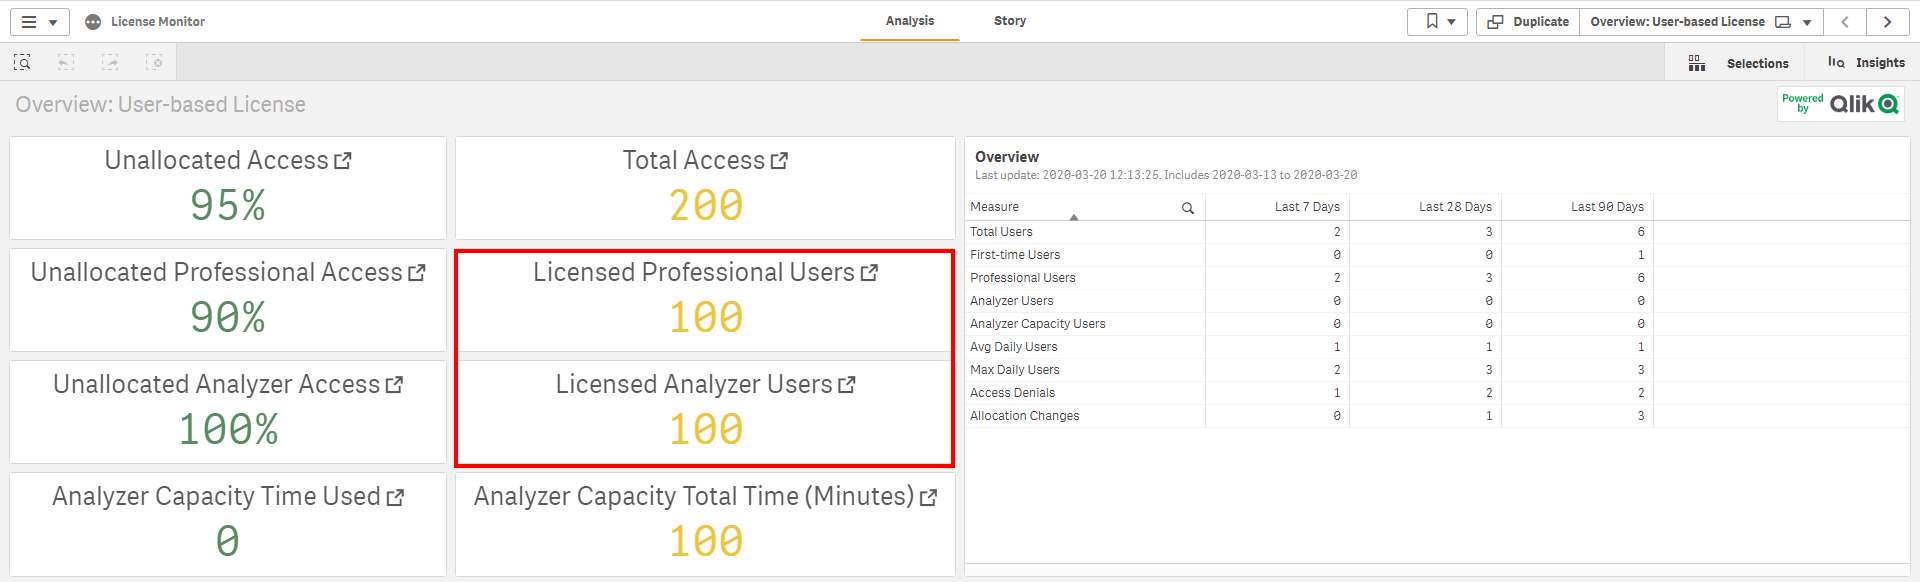 License Monitor
Analysis
Story
Duplicate
Overview: User-based License
Selections
Insights
Overview: User-based License
Powered by Qlik
Unallocated Access
95%
Total Access
200
Unallocated Professional Access
90%
Licensed Professional Users
100
Unallocated Analyzer Access
100%
Licensed Analyzer Users
100
Analyzer Capacity Time Used
0
Analyzer Capacity Total Time (Minutes)
100
Overview
Last update: 2020-03-20 12:13:25. Includes 2020-03-13 to 2020-03-20
Measure Last 7 Days Last 28 Days Last 90 Days
Total Users 2 3 6
First-time Users 0 0 1
Professional Users 2 3 6
Analyzer Users 0 0 0
Analyzer Capacity Users 0 0 0
Avg Daily Users 1 1 1
Max Daily Users 2 3 3
Access Denials 1 2 2
Allocation Changes 0 1 3